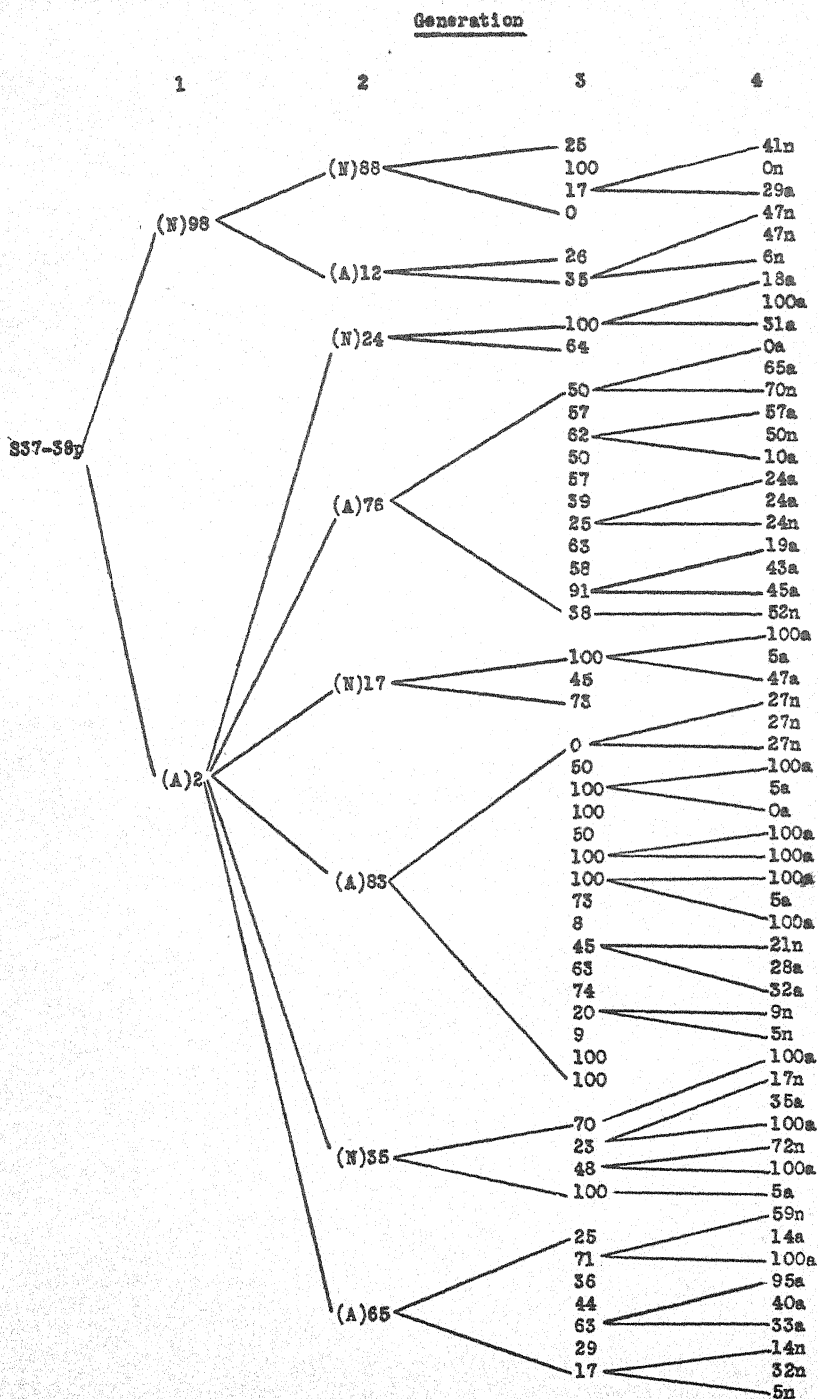 Generation
1 2 3 4
25 41n
(N)88 100 0n
17 29a
(N)98 0 47n
47n
26 6n
(A)12 35 18a
100a
100 31a
(N)24 64 0a
65a
50 70n
57 57a
S37-38p 62 50n
50 10a
57 24a
(A)76 39 24a
25 24n
63 19a
58 43a
91 45a
38 52n
100a
100 5a
(N)17 45 47a
73 27n
27n
0 27n
(A)2 50 100a
100 5a
100 0a
50 100a
(A)83 100 100a
100 100a
73 5a
8 100a
45 21n
63 28a
74 32a
20 9n
9 5n
100 100a
100 17n
35a
70 100a
23 72n
(N)35 48 100a
100 5a
59n
25 14a
71 100a
36 95a
44 40a
(A)65 63 33a
29 14n
17 32n
5n